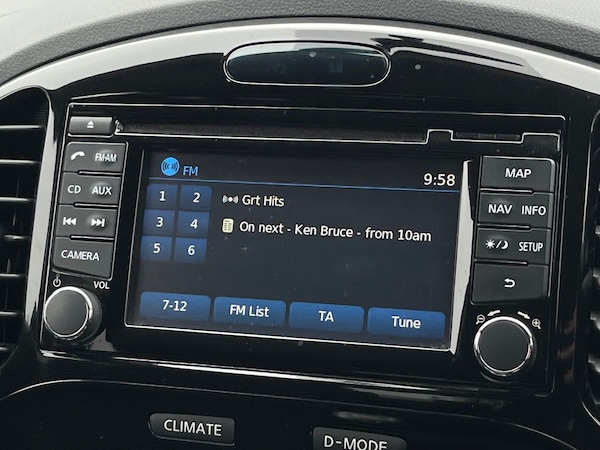 FM
9:58
FM·AM
CD AUX
CAMERA
VOL
1 2
3 4
5 6
Grt Hits
On next - Ken Bruce - from 10am
7-12 FM List TA Tune
MAP
NAV INFO
SETUP
CLIMATE
D-MODE